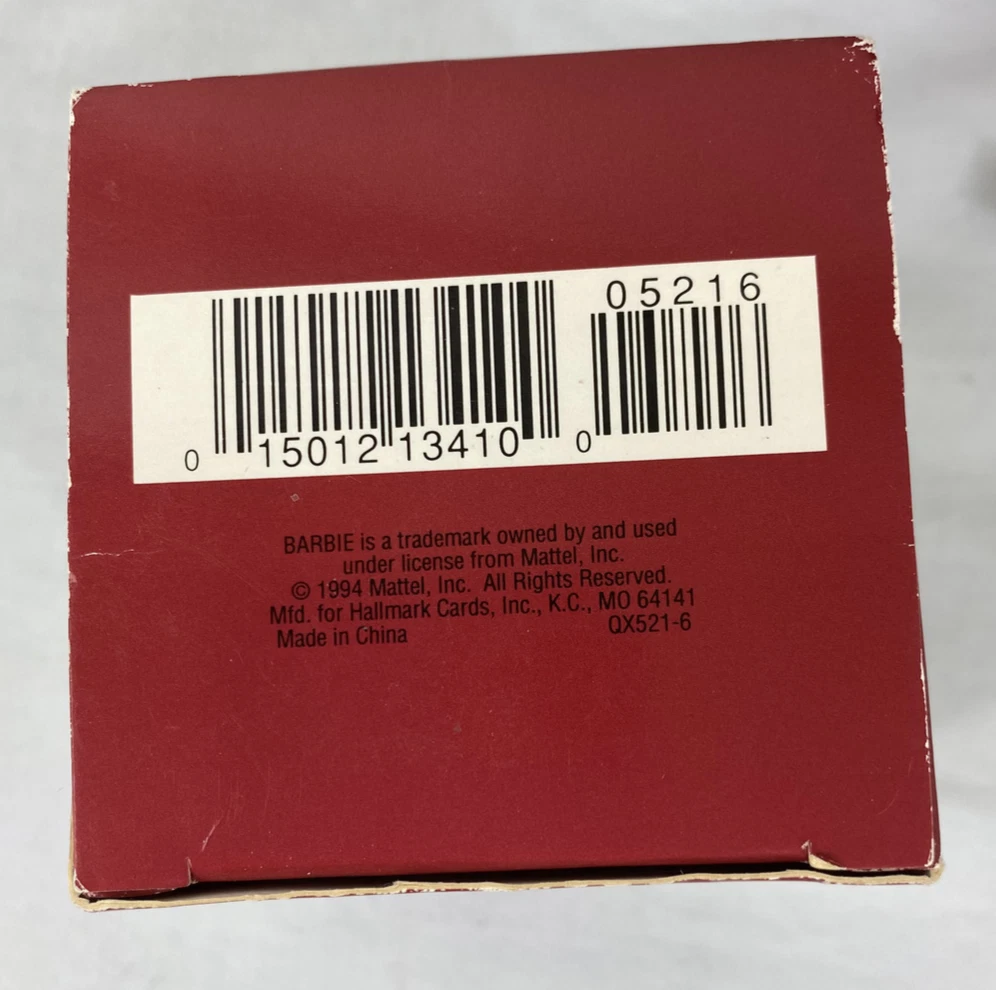 05216
0 15012 13410 0
BARBIE is a trademark owned by and used
under license from Mattel, Inc.
© 1994 Mattel, Inc. All Rights Reserved.
Mfd. for Hallmark Cards, Inc., K.C., MO 64141
Made in China QX521-6